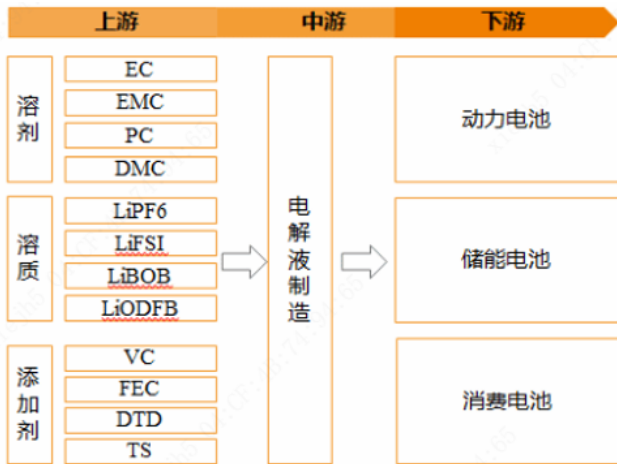 上游
中游
下游
溶剂
EC
EMC
PC
DMC
溶质
LiPF6
LiFSI
LiBOB
LiODFB
添加剂
VC
FEC
DTD
TS
电解液制造
动力电池
储能电池
消费电池